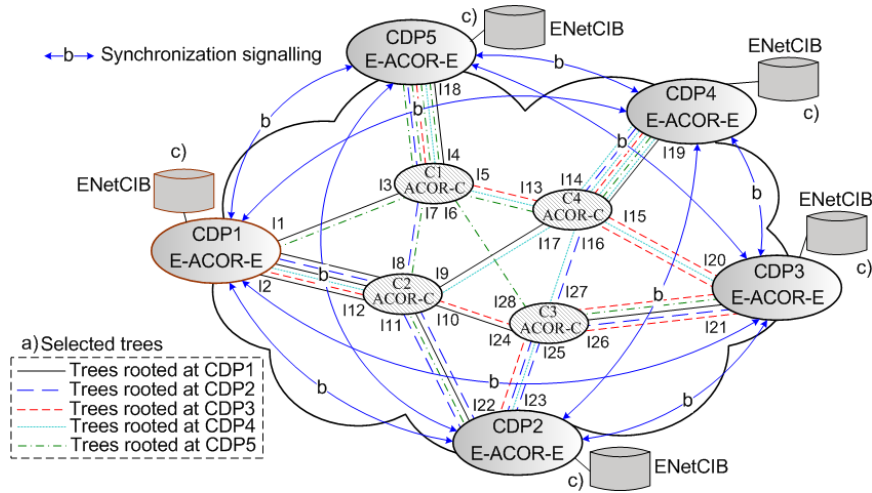 b Synchronization signalling
c)
ENetCIB
CDP5
E-ACOR-E
c)
ENetCIB
CDP4
E-ACOR-E
c)
I18
b
b
b
b
b
I19
c)
ENetCIB
CDP1
E-ACOR-E
I1
I2
I3
I4
I5
C1
ACOR-C
I7 I6
I13
I14
C4
ACOR-C
I17
I16
I15
b
c)
ENetCIB
CDP3
E-ACOR-E
I20
I21
b
b
I8
C2
ACOR-C
I9
I12
I11
I10
I28
I27
C3
ACOR-C
I24
I25
I26
a) Selected trees
Trees rooted at CDP1
Trees rooted at CDP2
Trees rooted at CDP3
Trees rooted at CDP4
Trees rooted at CDP5
b
b
b
I22
I23
CDP2
E-ACOR-E
c)
ENetCIB